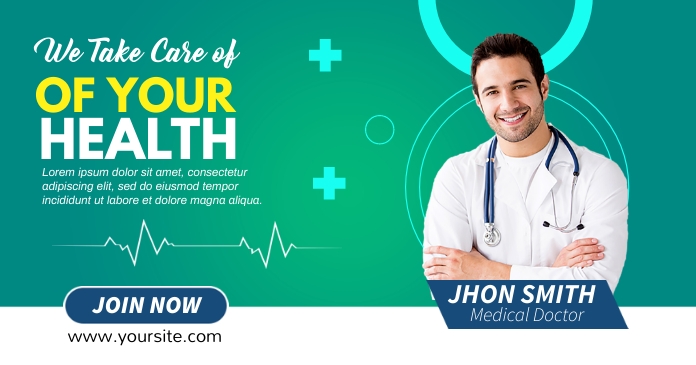 We Take Care of
OF YOUR
HEALTH
Lorem ipsum dolor sit amet, consectetur
adipiscing elit, sed do eiusmod tempor
incididunt ut labore et dolore magna aliqua.
JOIN NOW
www.yoursite.com
JHON SMITH
Medical Doctor